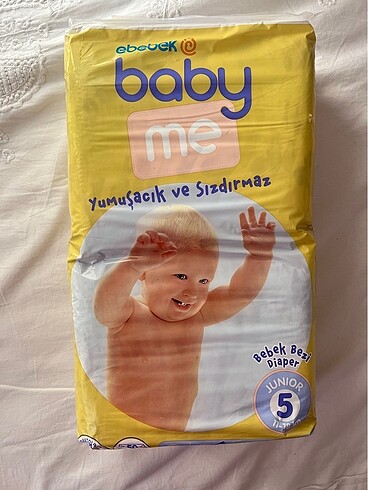 ebebek
baby
me
Yumuşacık ve Sızdırmaz
Bebek Bezi
Diaper
JUNIOR
5